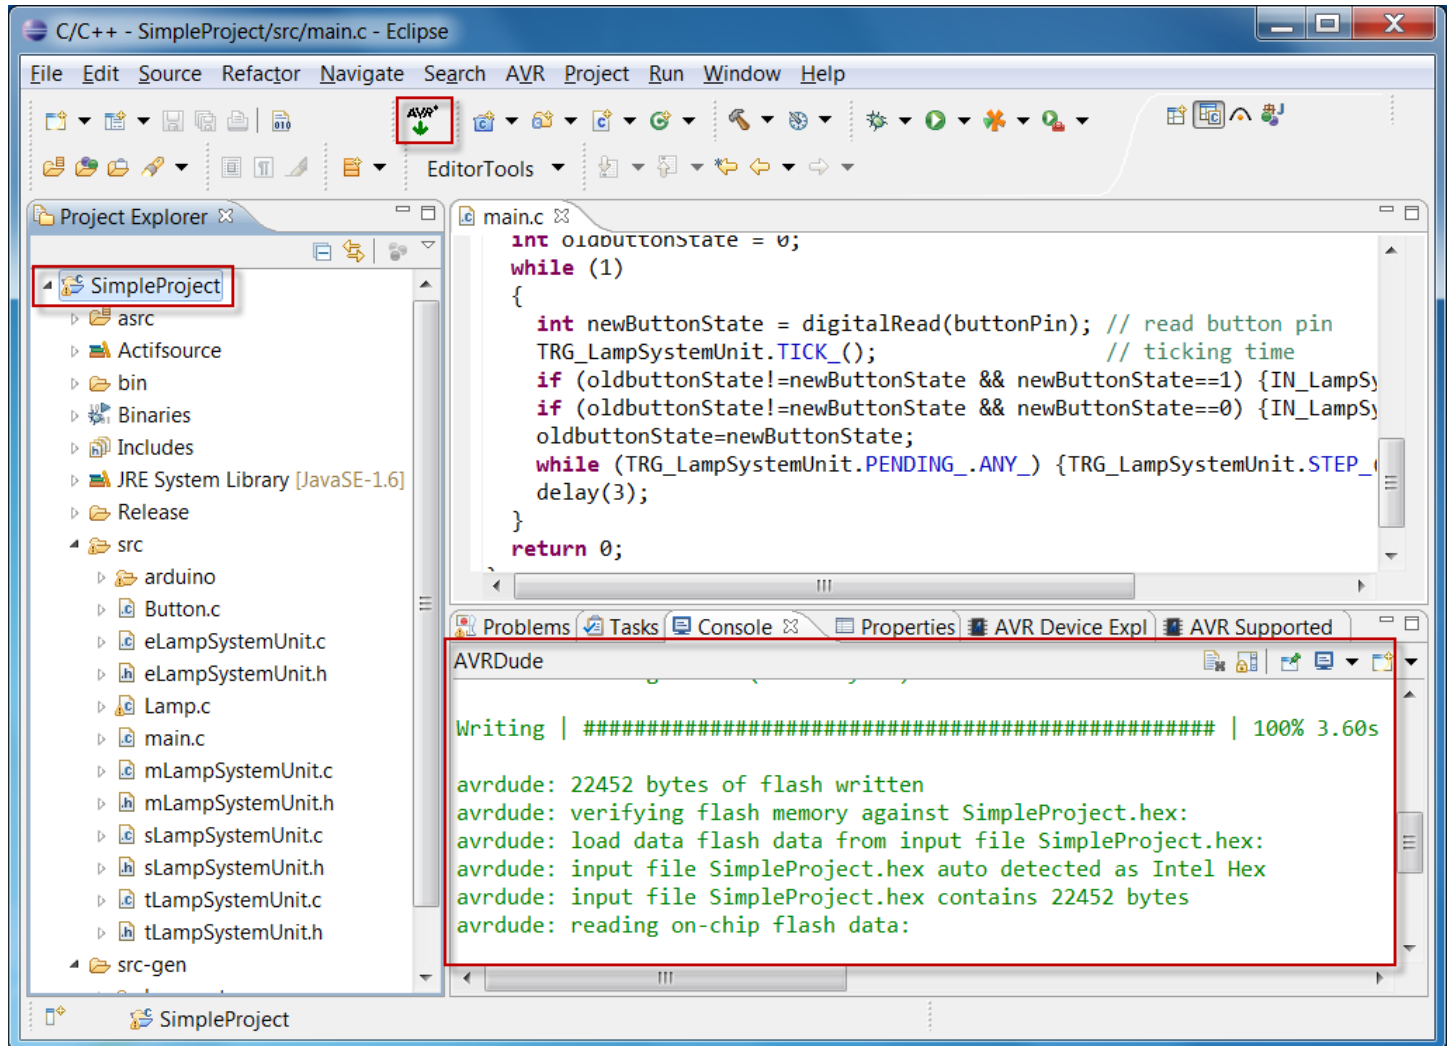 C/C++ - SimpleProject/src/main.c - Eclipse
File Edit Source Refactor Navigate Search AVR Project Run Window Help
AVR
EditorTools
Project Explorer
main.c
SimpleProject
asrc
Actifsource
bin
Binaries
Includes
JRE System Library [JavaSE-1.6]
Release
src
arduino
Button.c
eLampSystemUnit.c
eLampSystemUnit.h
Lamp.c
main.c
mLampSystemUnit.c
mLampSystemUnit.h
sLampSystemUnit.c
sLampSystemUnit.h
tLampSystemUnit.c
tLampSystemUnit.h
src-gen
int oldbuttonState = 0;
while (1)
{
int newButtonState = digitalRead(buttonPin); // read button pin
TRG_LampSystemUnit.TICK_(); // ticking time
if (oldbuttonState!=newButtonState && newButtonState==1) {IN_LampSy
if (oldbuttonState!=newButtonState && newButtonState==0) {IN_LampSy
oldbuttonState=newButtonState;
while (TRG_LampSystemUnit.PENDING_.ANY_) {TRG_LampSystemUnit.STEP_(
delay(3);
}
return 0;
Problems Tasks Console Properties AVR Device Expl AVR Supported
AVRDude
Writing | ################################################## | 100% 3.60s
avrdude: 22452 bytes of flash written
avrdude: verifying flash memory against SimpleProject.hex:
avrdude: load data flash data from input file SimpleProject.hex:
avrdude: input file SimpleProject.hex auto detected as Intel Hex
avrdude: input file SimpleProject.hex contains 22452 bytes
avrdude: reading on-chip flash data:
SimpleProject